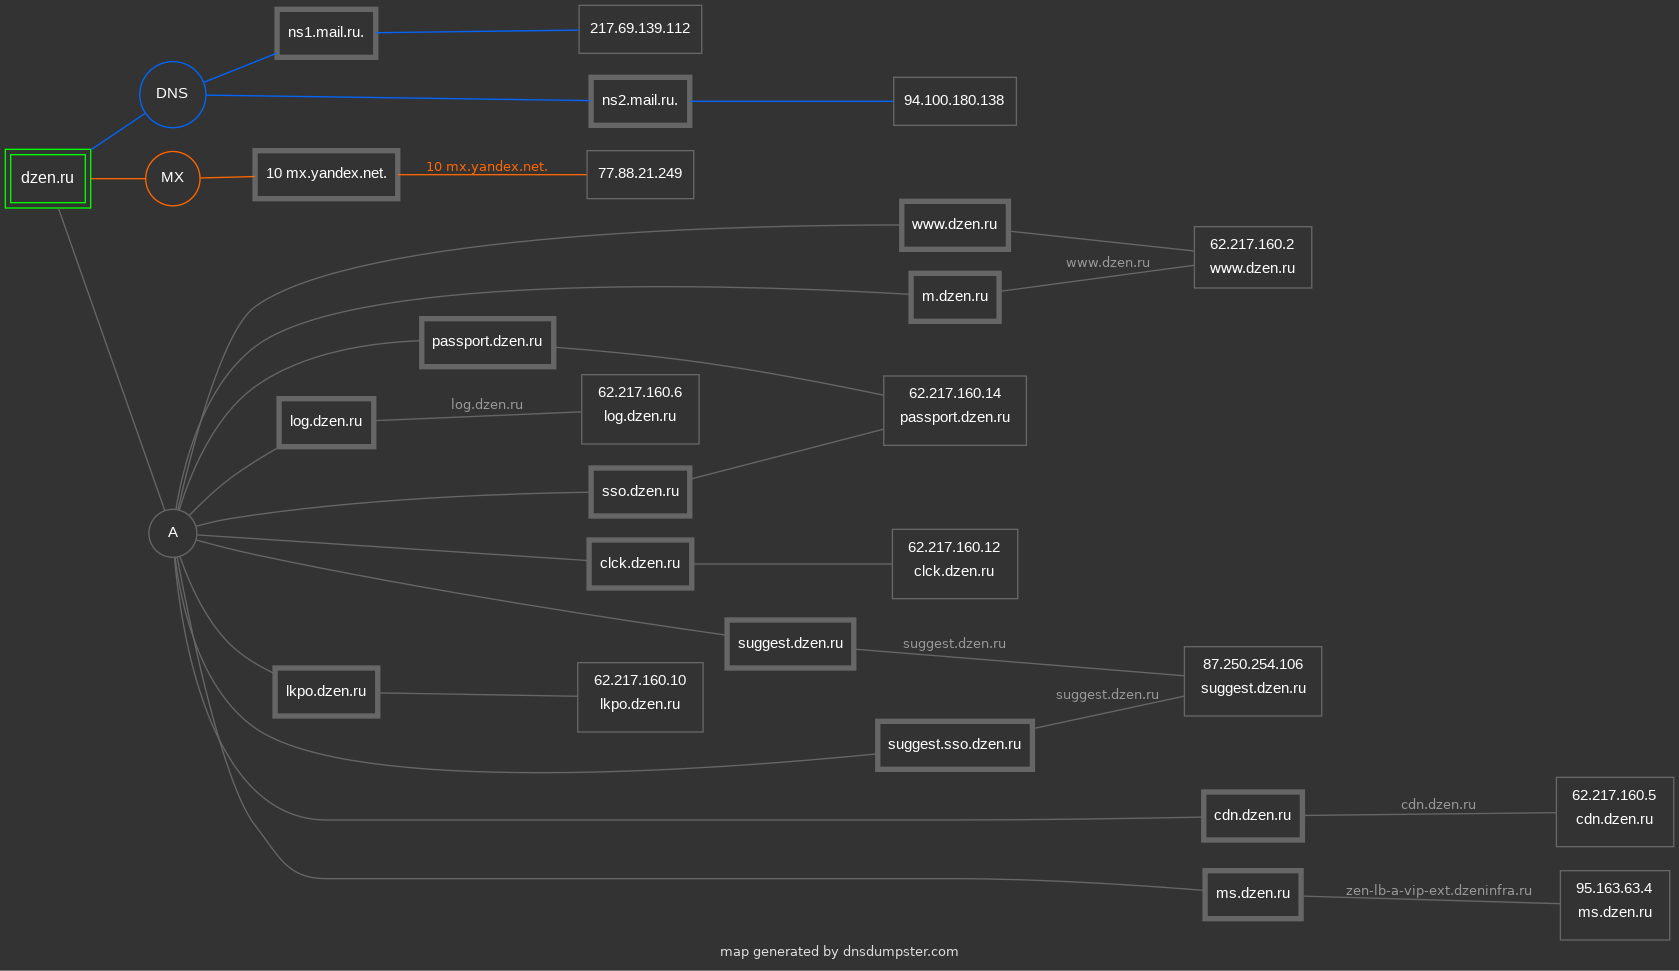 ns1.mail.ru.
217.69.139.112
DNS
ns2.mail.ru.
94.100.180.138
dzen.ru
MX
10 mx.yandex.net.
10 mx.yandex.net.
77.88.21.249
www.dzen.ru
62.217.160.2
www.dzen.ru
www.dzen.ru
m.dzen.ru
passport.dzen.ru
62.217.160.14
passport.dzen.ru
log.dzen.ru
log.dzen.ru
62.217.160.6
log.dzen.ru
sso.dzen.ru
A
clck.dzen.ru
62.217.160.12
clck.dzen.ru
suggest.dzen.ru
suggest.dzen.ru
87.250.254.106
suggest.dzen.ru
lkpo.dzen.ru
62.217.160.10
lkpo.dzen.ru
suggest.dzen.ru
suggest.sso.dzen.ru
cdn.dzen.ru
cdn.dzen.ru
62.217.160.5
cdn.dzen.ru
ms.dzen.ru
zen-lb-a-vip-ext.dzeninfra.ru
95.163.63.4
ms.dzen.ru
map generated by dnsdumpster.com